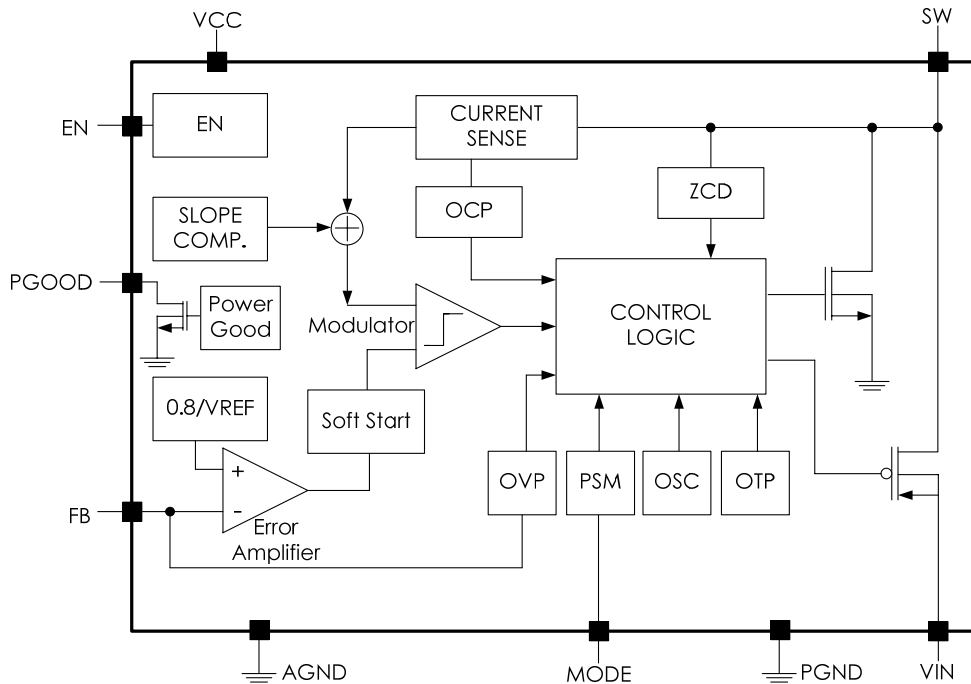 VCC
SW
EN
EN
CURRENT
SENSE
OCP
ZCD
SLOPE
COMP.
PGOOD
Power
Good
Modulator
CONTROL
LOGIC
0.8/VREF
Soft Start
+
-
Error
Amplifier
FB
OVP
PSM
OSC
OTP
AGND
MODE
PGND
VIN